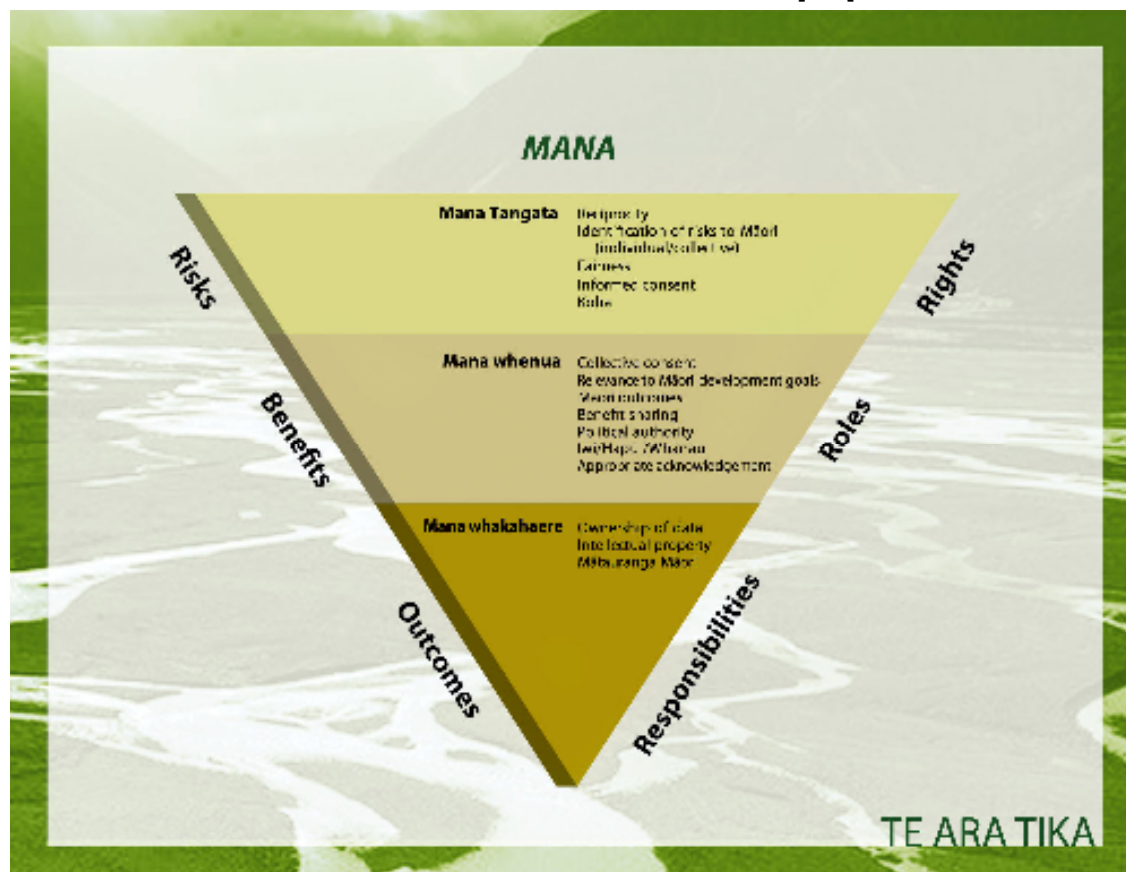 MANA
Mana Tangata
Reciprocity
Identification of risks to Māori
(individual/collective)
Fairness
Informed consent
Koha
Mana whenua
Collective consent
Relevance to Māori development goals
Māori outcomes
Benefit sharing
Political authority
Iwi/Hapū/Whānau
Appropriate acknowledgement
Mana whakahaere
Ownership of data
Intellectual property
Mātauranga Māori
Risks
Benefits
Outcomes
Rights
Roles
Responsibilities
TE ARA TIKA